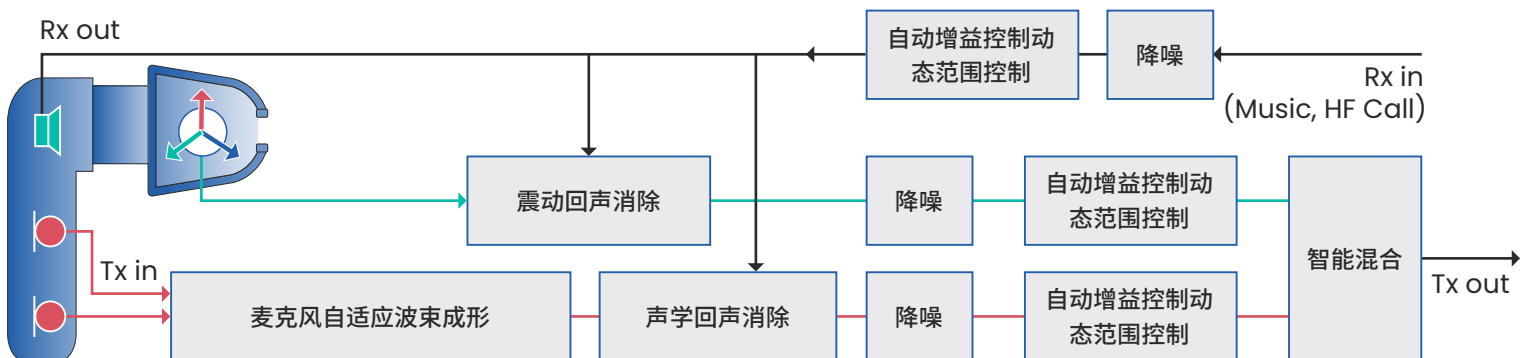 Rx out
自动增益控制动
态范围控制
降噪
Rx in
(Music, HF Call)
震动回声消除
降噪
自动增益控制动
态范围控制
智能混合
Tx out
Tx in
麦克风自适应波束成形
声学回声消除
降噪
自动增益控制动
态范围控制